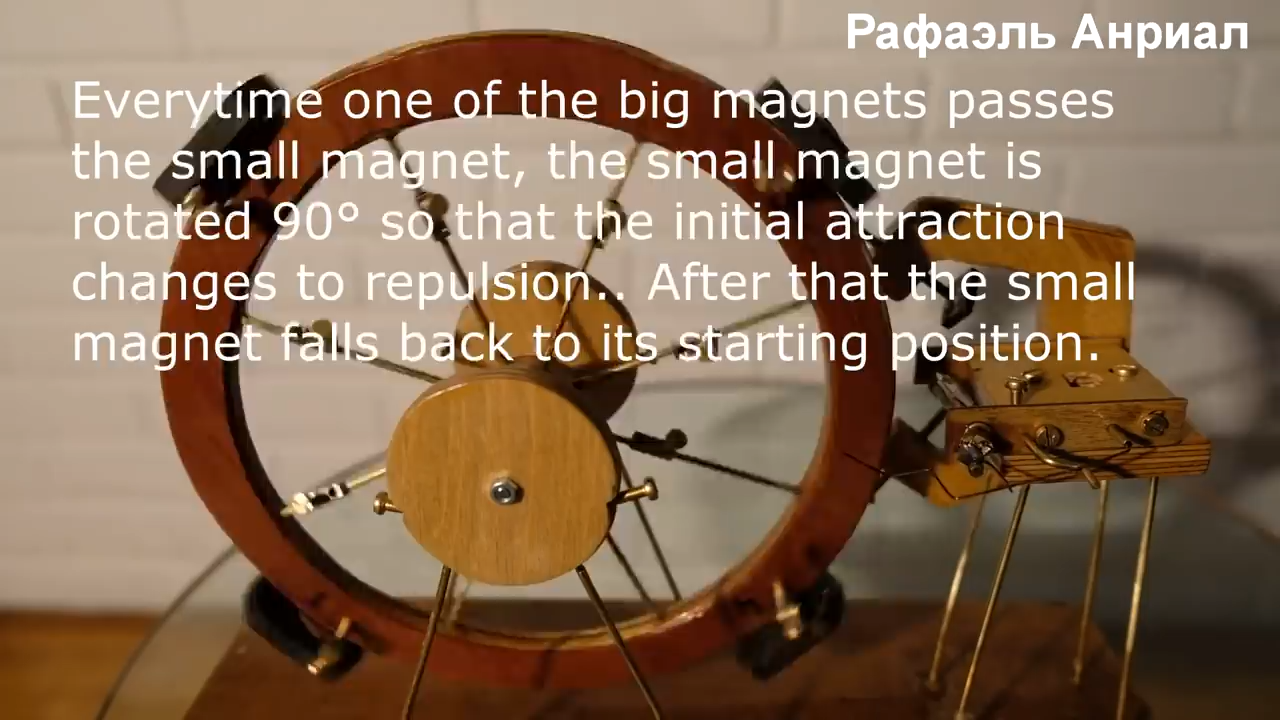 Рафаэль Анриал
Everytime one of the big magnets passes
the small magnet, the small magnet is
rotated 90° so that the initial attraction
changes to repulsion.. After that the small
magnet falls back to its starting position.